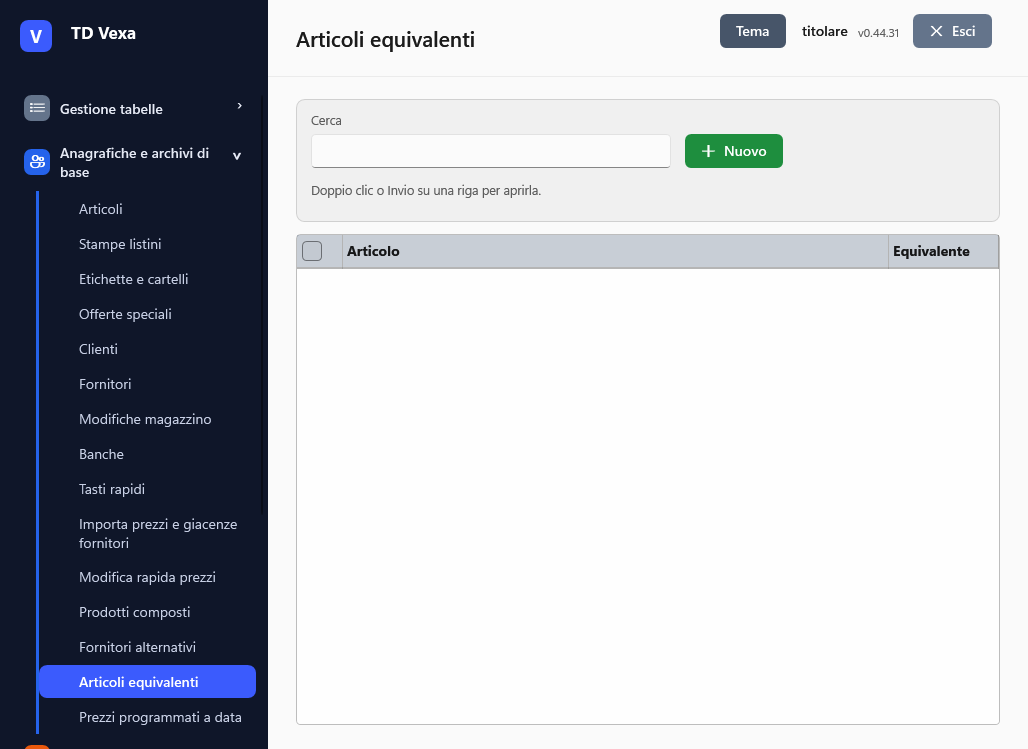 V TD Vexa
Gestione tabelle
Anagrafiche e archivi di
base
Articoli
Stampe listini
Etichette e cartelli
Offerte speciali
Clienti
Fornitori
Modifiche magazzino
Banche
Tasti rapidi
Importa prezzi e giacenze
fornitori
Modifica rapida prezzi
Prodotti composti
Fornitori alternativi
Articoli equivalenti
Prezzi programmati a data
Articoli equivalenti
Tema titolare v0.44.31 Esci
Cerca
Nuovo
Doppio clic o Invio su una riga per aprirla.
Articolo Equivalente